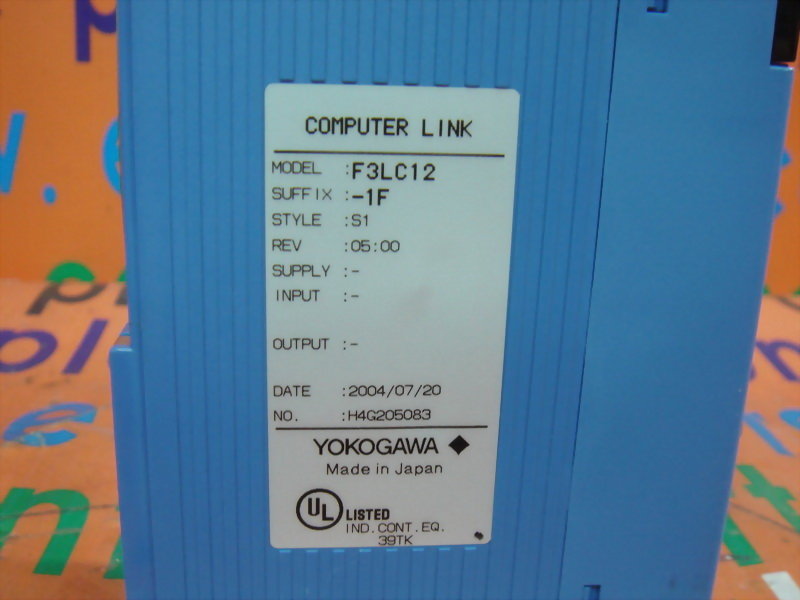 COMPUTER LINK
MODEL :F3LC12
SUFFIX :-1F
STYLE :S1
REV :05:00
SUPPLY :-
INPUT :-
OUTPUT :-
DATE :2004/07/20
NO. :H4G205083
YOKOGAWA
Made in Japan
UL LISTED
IND.CONT.EQ.
39TK